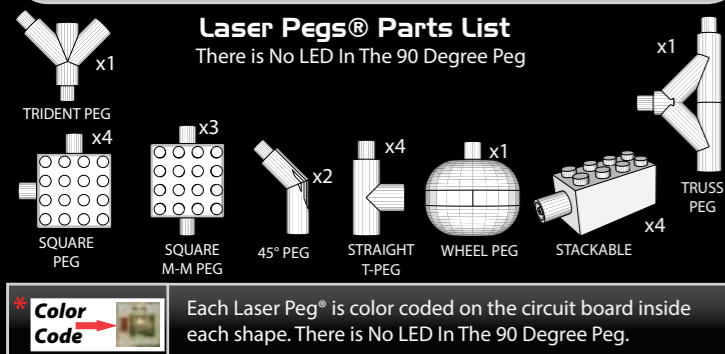 Laser Pegs® Parts List
There is No LED In The 90 Degree Peg
x1
TRIDENT PEG
x4
SQUARE
PEG
x3
SQUARE
M-M PEG
x2
45° PEG
x4
STRAIGHT
T-PEG
x1
WHEEL PEG
x4
STACKABLE
x1
TRUSS
PEG
* Color
Code
Each Laser Peg® is color coded on the circuit board inside
each shape. There is No LED In The 90 Degree Peg.